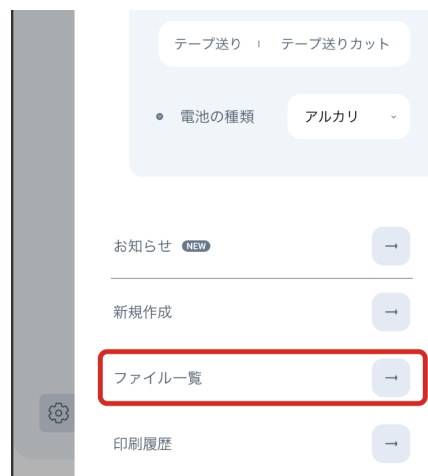 テープ送り テープ送りカット
電池の種類 アルカリ
お知らせ NEW
新規作成
ファイル一覧
印刷履歴